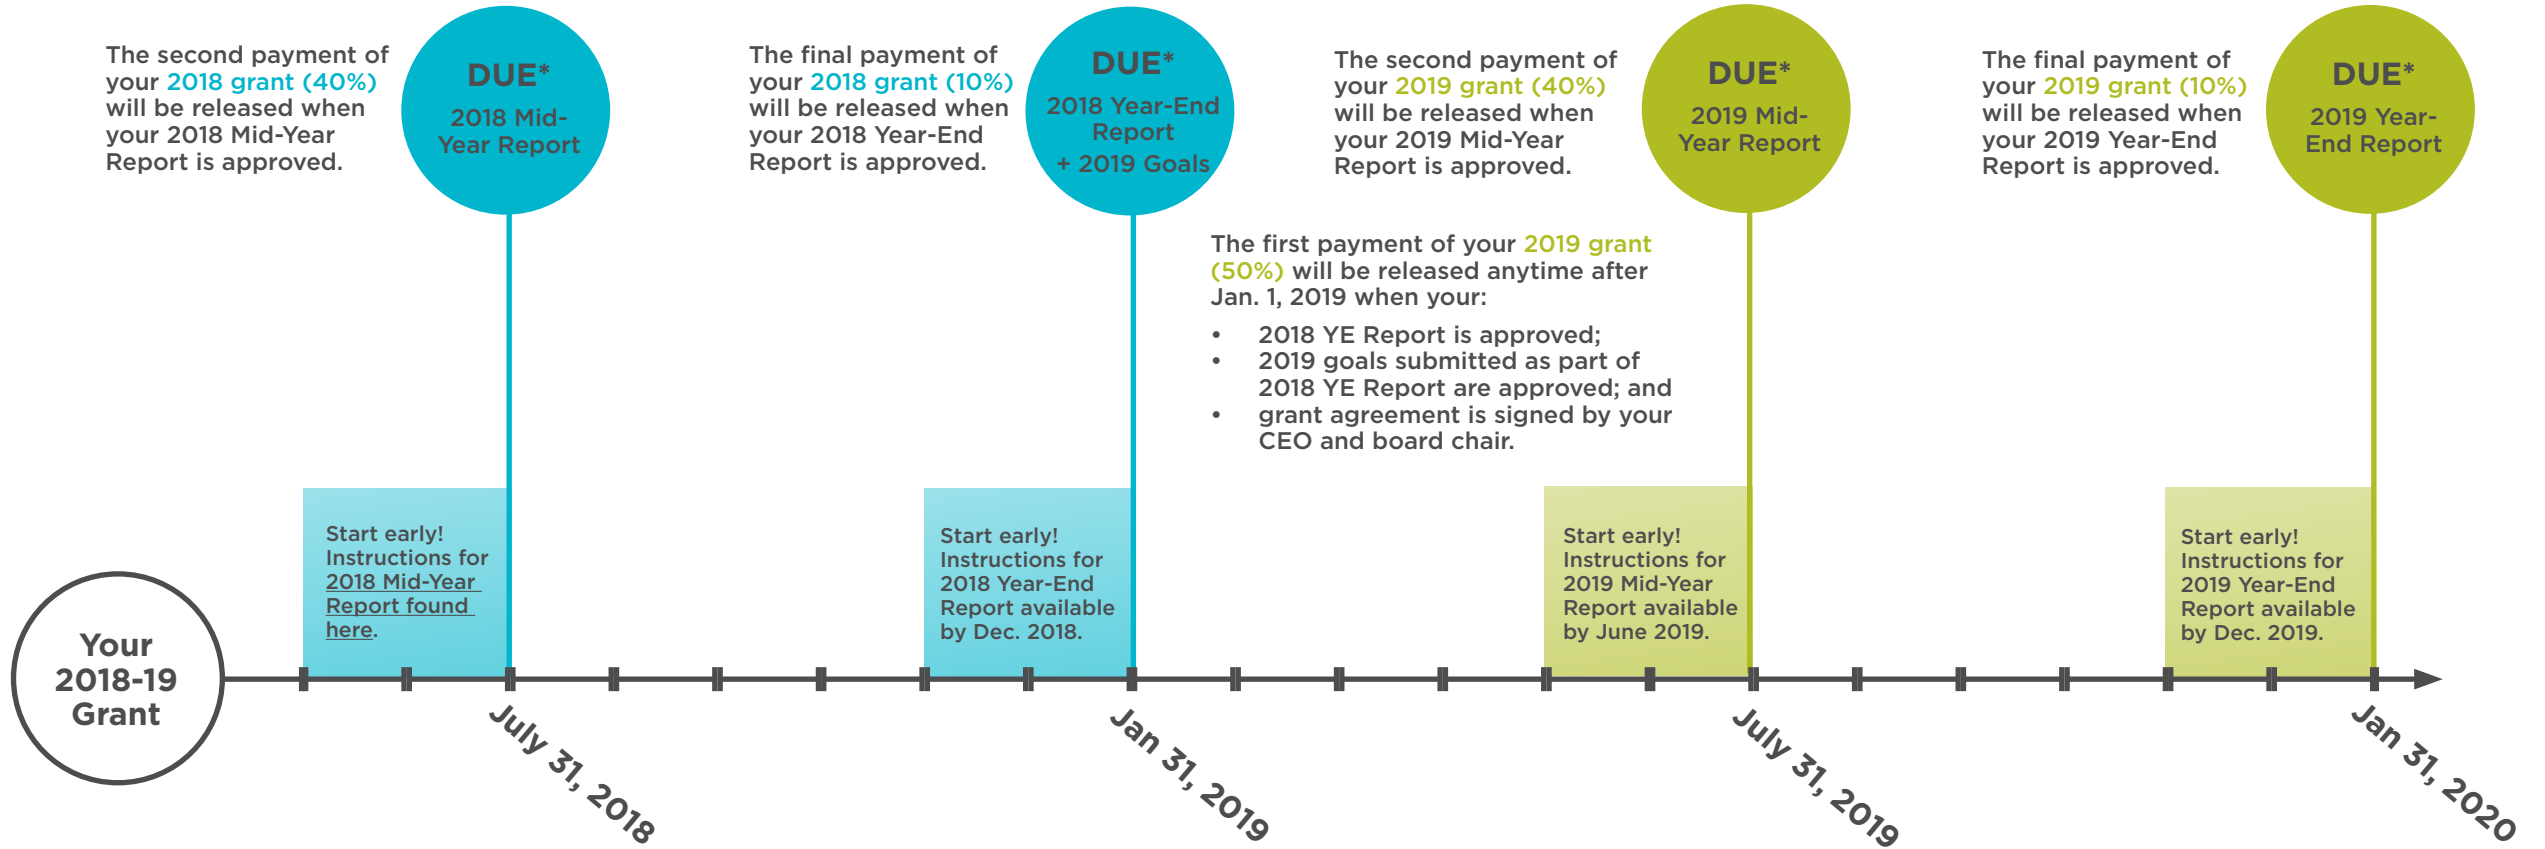 The second payment of
your 2018 grant (40%)
will be released when
your 2018 Mid-Year
Report is approved.
DUE*
2018 Mid-
Year Report
The final payment of
your 2018 grant (10%)
will be released when
your 2018 Year-End
Report is approved.
DUE*
2018 Year-End
Report
+ 2019 Goals
The second payment of
your 2019 grant (40%)
will be released when
your 2019 Mid-Year
Report is approved.
DUE*
2019 Mid-
Year Report
The final payment of
your 2019 grant (10%)
will be released when
your 2019 Year-End
Report is approved.
DUE*
2019 Year-
End Report
The first payment of your 2019 grant
(50%) will be released anytime after
Jan. 1, 2019 when your:
• 2018 YE Report is approved;
• 2019 goals submitted as part of
2018 YE Report are approved; and
• grant agreement is signed by your
CEO and board chair.
Start early!
Instructions for
2018 Mid-Year
Report found
here.
Start early!
Instructions for
2018 Year-End
Report available
by Dec. 2018.
Start early!
Instructions for
2019 Mid-Year
Report available
by June 2019.
Start early!
Instructions for
2019 Year-End
Report available
by Dec. 2019.
Your
2018-19
Grant
July 31, 2018
Jan 31, 2019
July 31, 2019
Jan 31, 2020